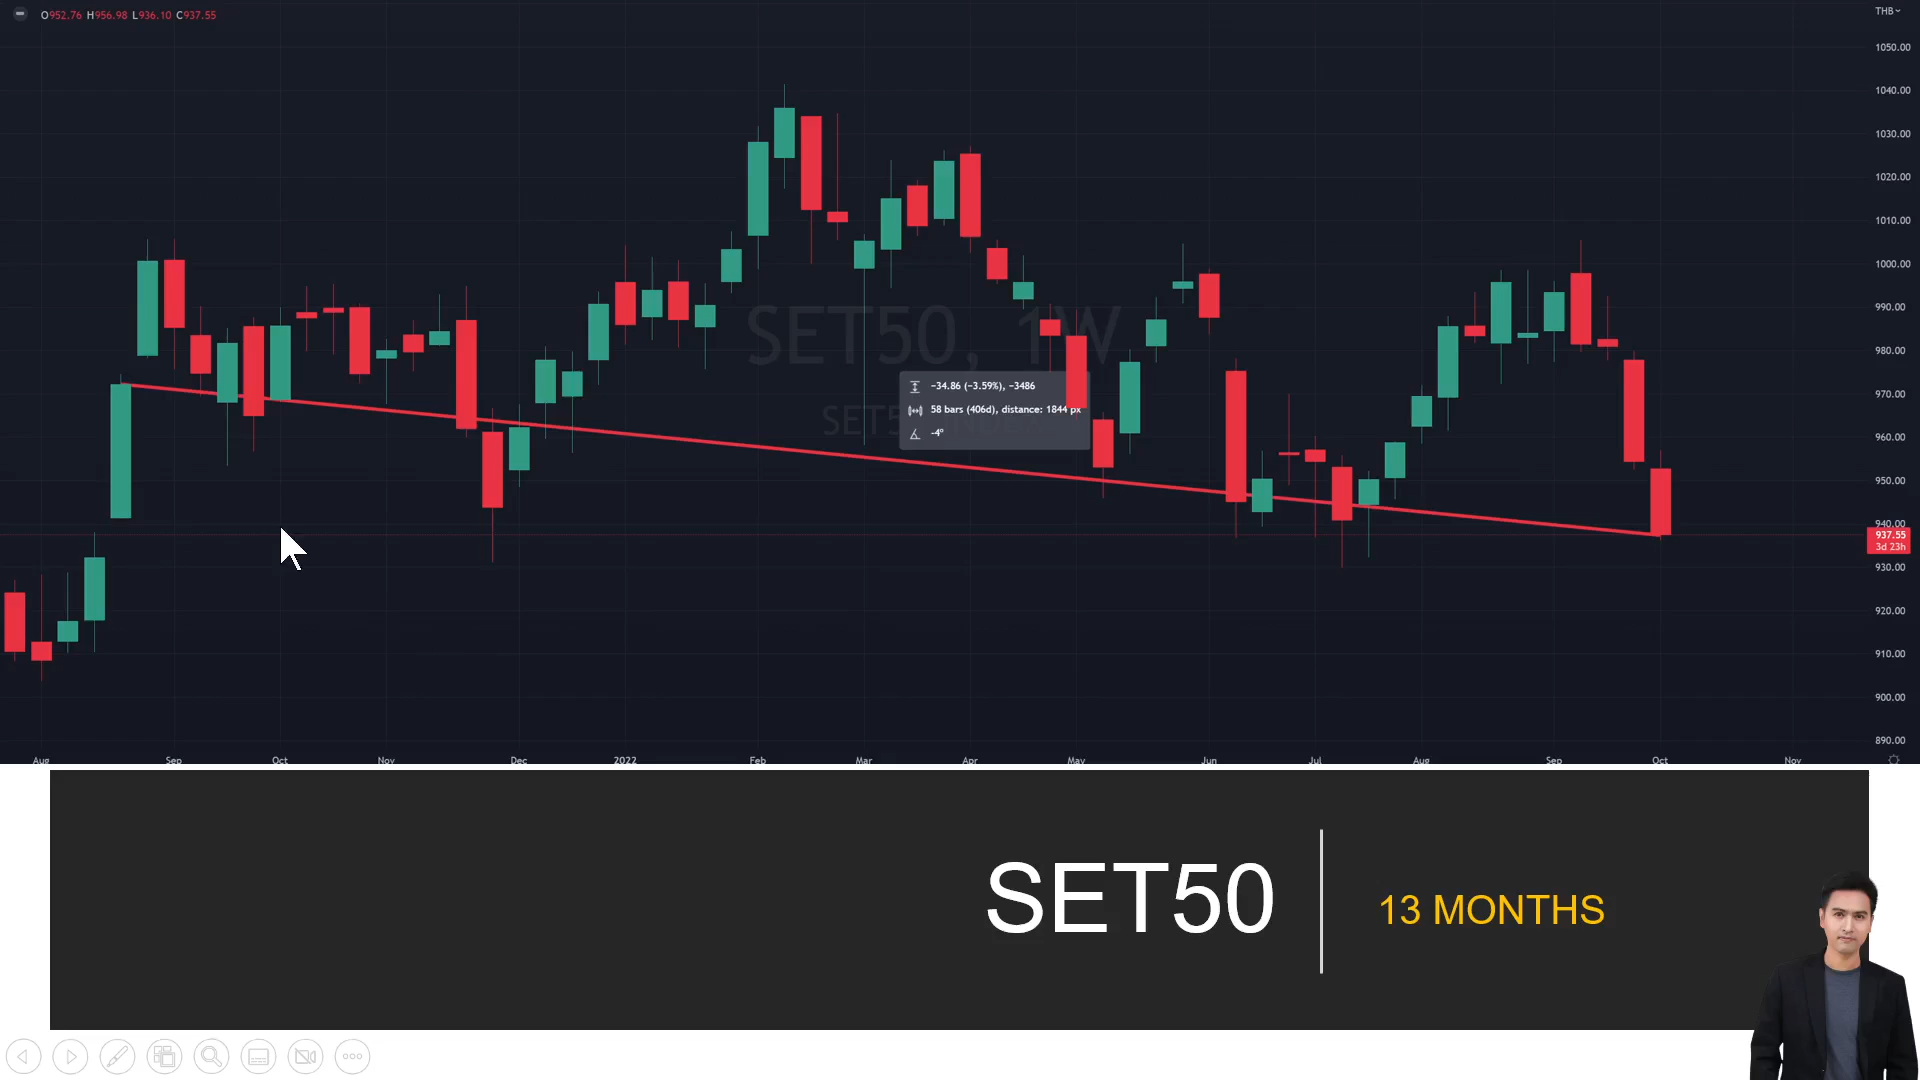 O952.76 H956.98 L936.10 C937.55
THB
1050.00
1040.00
1030.00
1020.00
1010.00
1000.00
990.00
980.00
970.00
960.00
950.00
940.00
937.55
3d 23h
930.00
920.00
910.00
900.00
890.00
SET50, 1W
−34.86 (−3.59%), −3486
58 bars (406d), distance: 1844 px
-4°
Aug Sep Oct Nov Dec 2022 Feb Mar Apr May Jun Jul Aug Sep Oct Nov
SET50
13 MONTHS